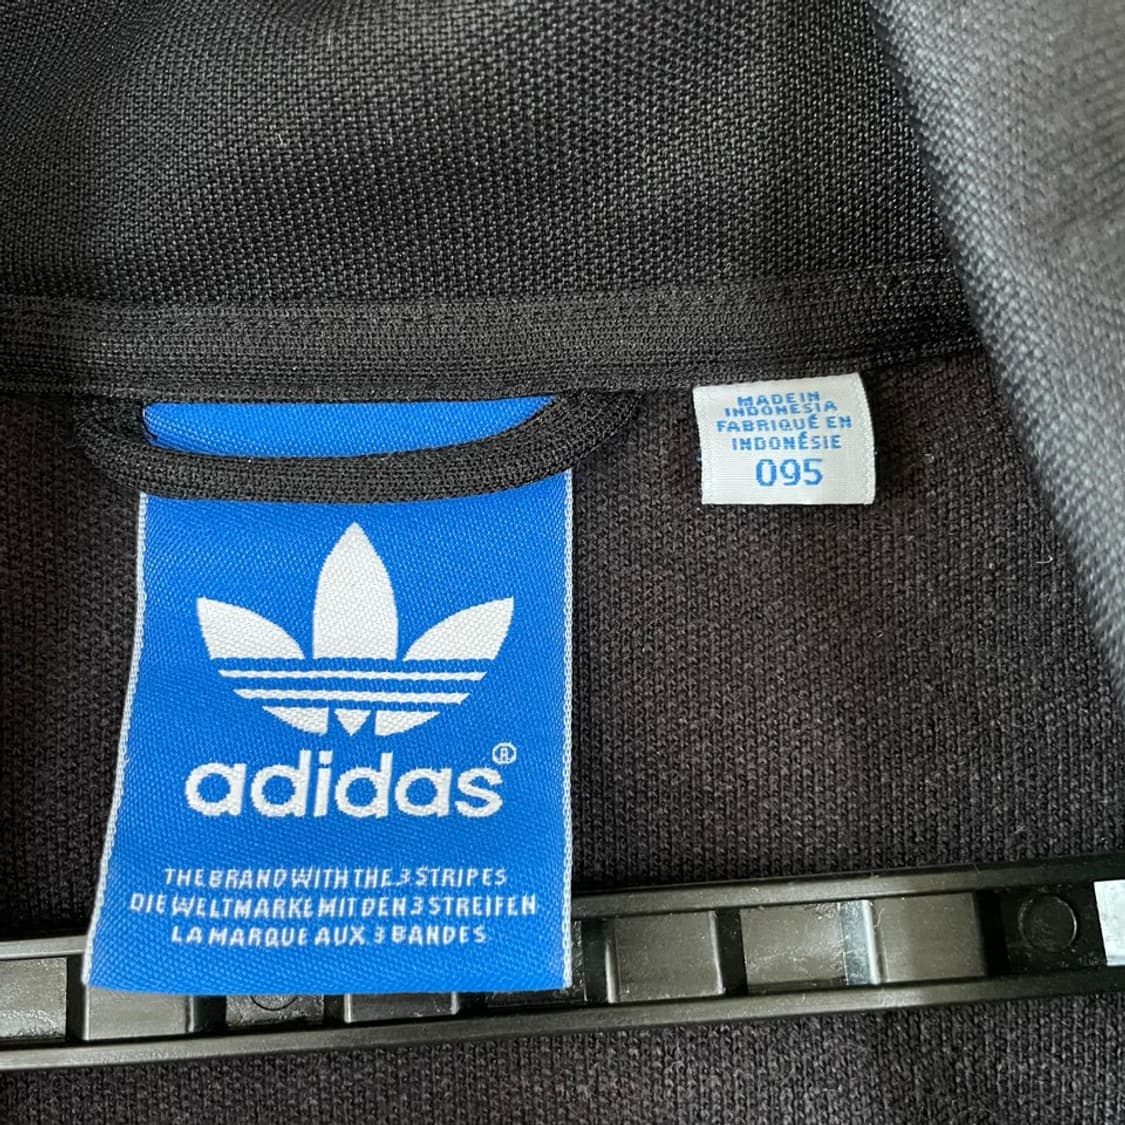 MADE IN
INDONESIA
FABRIQUÉ EN
INDONÉSIE
095
adidas®
THE BRAND WITH THE 3 STRIPES
DIE WELTMARKE MIT DEN 3 STREIFEN
LA MARQUE AUX 3 BANDES